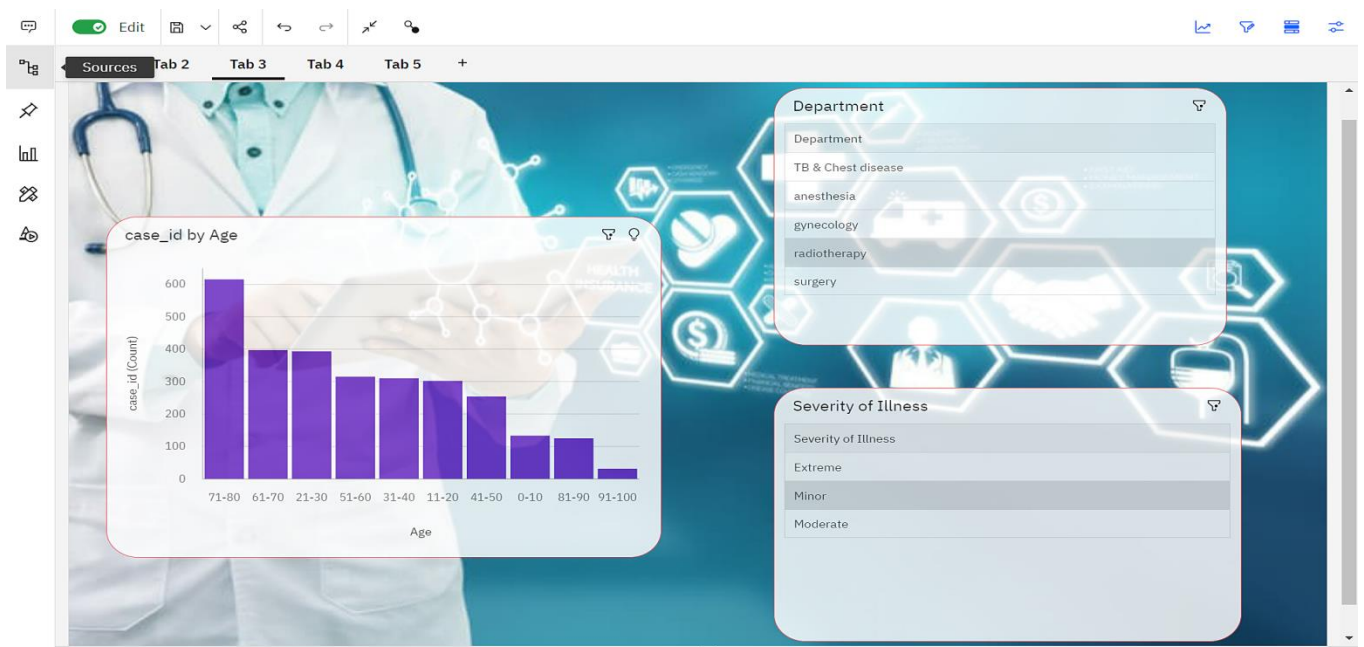 Edit
Sources
Tab 2
Tab 3
Tab 4
Tab 5
+
case_id by Age
case_id (Count)
600
500
400
300
200
100
0
71-80 61-70 21-30 51-60 31-40 11-20 41-50 0-10 81-90 91-100
Age
HEALTH
INSURANCE
Department
Department
TB & Chest disease
anesthesia
gynecology
radiotherapy
surgery
Severity of Illness
Severity of Illness
Extreme
Minor
Moderate